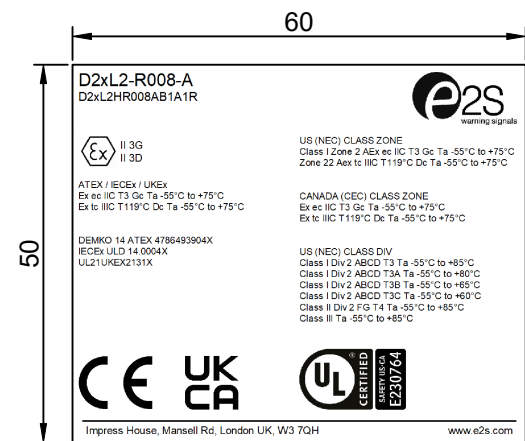 60
50
D2xL2-R008-A
D2xL2HR008AB1A1R
e2S
warning signals
Ex
II 3G
II 3D
ATEX / IECEx / UKEx
Ex ec IIC T3 Gc Ta -55°C to +75°C
Ex tc IIIC T119°C Dc Ta -55°C to +75°C
DEMKO 14 ATEX 4786493904X
IECEx ULD 14.0004X
UL21UKEX2131X
US (NEC) CLASS ZONE
Class I Zone 2 AEx ec IIC T3 Gc Ta -55°C to +75°C
Zone 22 Aex tc IIIC T119°C Dc Ta -55°C to +75°C
CANADA (CEC) CLASS ZONE
Ex ec IIC T3 Gc Ta -55°C to +75°C
Ex tc IIIC T119°C Dc Ta -55°C to +75°C
US (NEC) CLASS DIV
Class I Div 2 ABCD T3 Ta -55°C to +85°C
Class I Div 2 ABCD T3A Ta -55°C to +80°C
Class I Div 2 ABCD T3B Ta -55°C to +65°C
Class I Div 2 ABCD T3C Ta -55°C to +60°C
Class II Div 2 FG T4 Ta -55°C to +85°C
Class III Ta -55°C to +85°C
CE
UK
CA
UL
®
CERTIFIED
SAFETY US-CA
E230764
Impress House, Mansell Rd, London UK, W3 7QH
www.e2s.com